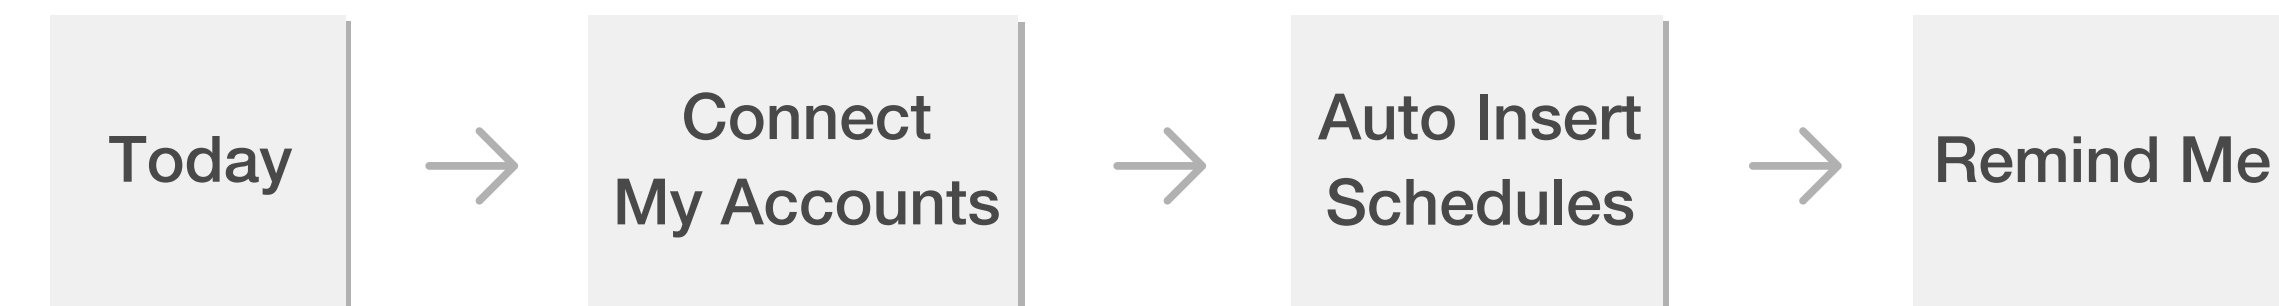 Today
Connect
My Accounts
Auto Insert
Schedules
Remind Me